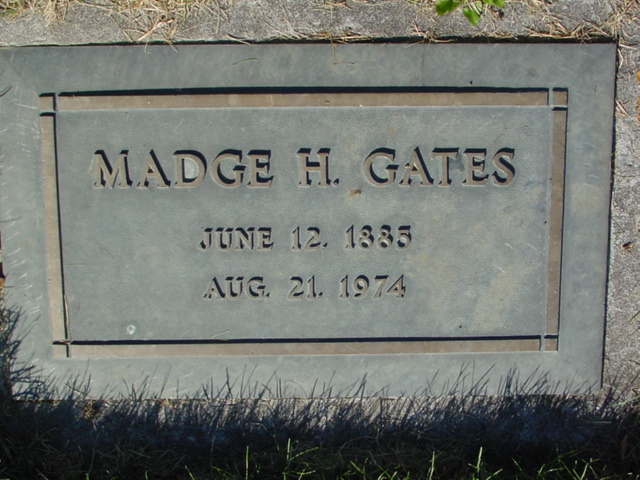 MADGE H. GATES
JUNE 12. 1885
AUG. 21. 1974